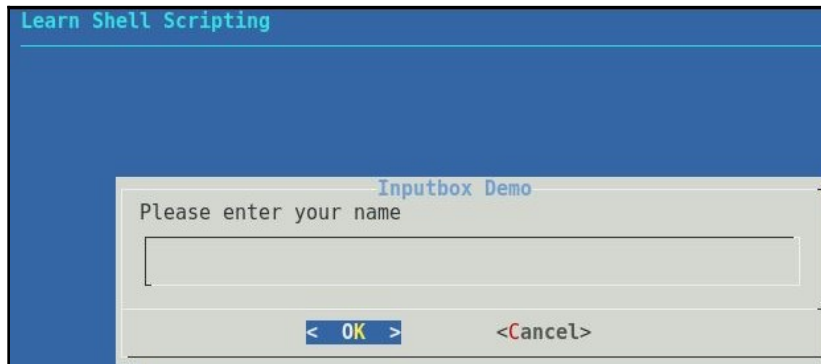 Learn Shell Scripting
Inputbox Demo
Please enter your name
< OK > <Cancel>